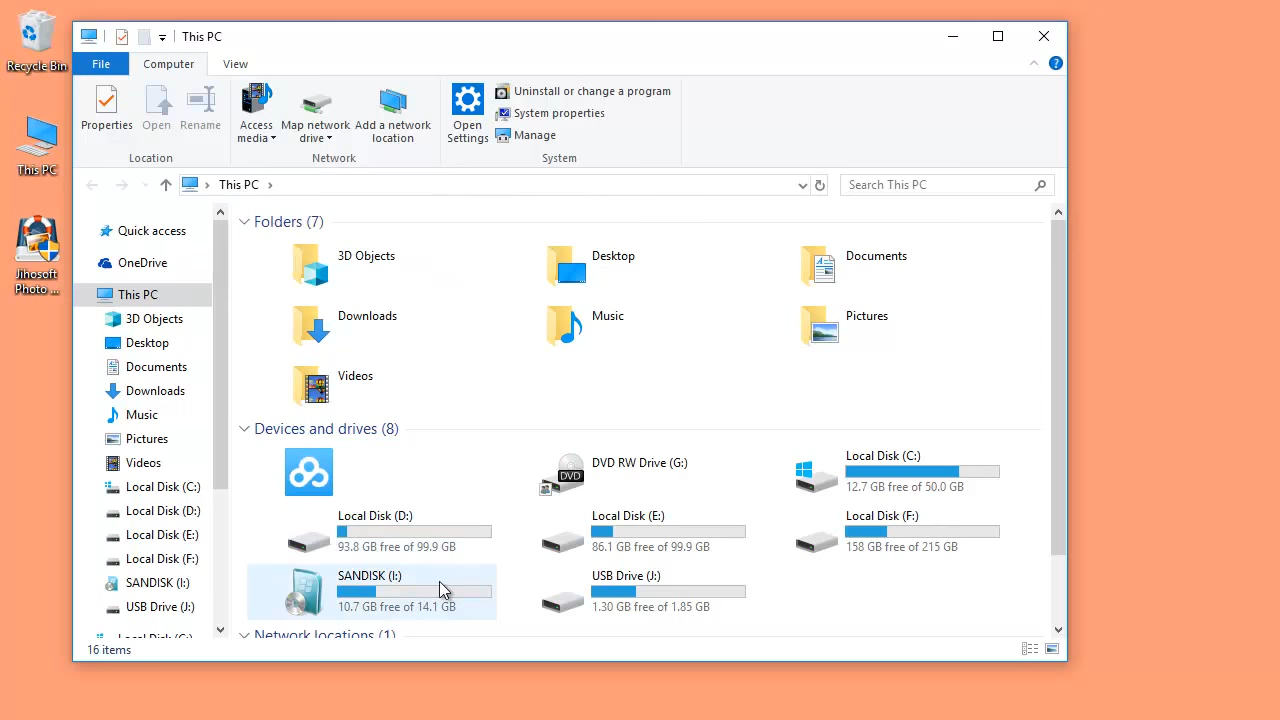 Recycle Bin
This PC
Jihosoft
Photo ...
This PC
File
Computer
View
Properties
Open
Rename
Access
media
Map network
drive
Add a network
location
Open
Settings
Uninstall or change a program
System properties
Manage
Location
Network
System
This PC
Search This PC
Quick access
OneDrive
This PC
3D Objects
Desktop
Documents
Downloads
Music
Pictures
Videos
Local Disk (C:)
Local Disk (D:)
Local Disk (E:)
Local Disk (F:)
SANDISK (I:)
USB Drive (J:)
Folders (7)
3D Objects
Desktop
Documents
Downloads
Music
Pictures
Videos
Devices and drives (8)
DVD
DVD RW Drive (G:)
Local Disk (C:)
12.7 GB free of 50.0 GB
Local Disk (D:)
93.8 GB free of 99.9 GB
Local Disk (E:)
86.1 GB free of 99.9 GB
Local Disk (F:)
158 GB free of 215 GB
SANDISK (I:)
10.7 GB free of 14.1 GB
USB Drive (J:)
1.30 GB free of 1.85 GB
Network locations (1)
16 items